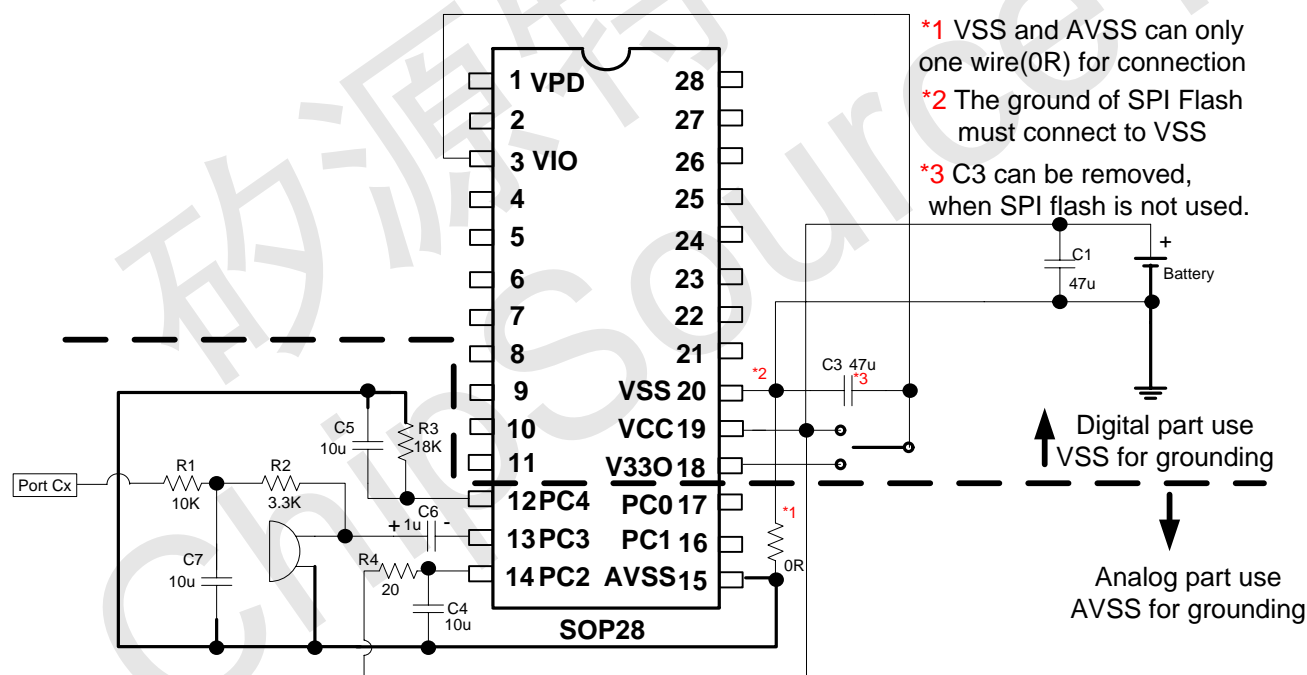 *1 VSS and AVSS can only
one wire(0R) for connection
*2 The ground of SPI Flash
must connect to VSS
*3 C3 can be removed,
when SPI flash is not used.
1 VPD
2
3 VIO
4
5
6
7
8
9
10
11
12 PC4
13 PC3
14 PC2
28
27
26
25
24
23
22
21
VSS 20
VCC 19
V33O 18
PC0 17
PC1 16
AVSS 15
SOP28
C1
47u
+
Battery
*2
C3 47u
*3
Digital part use
VSS for grounding
Analog part use
AVSS for grounding
*1
0R
C5
10u
R3
18K
Port Cx
R1
10K
R2
3.3K
C6
+ 1u -
C7
10u
R4
20
C4
10u
矽源特
ChipSource